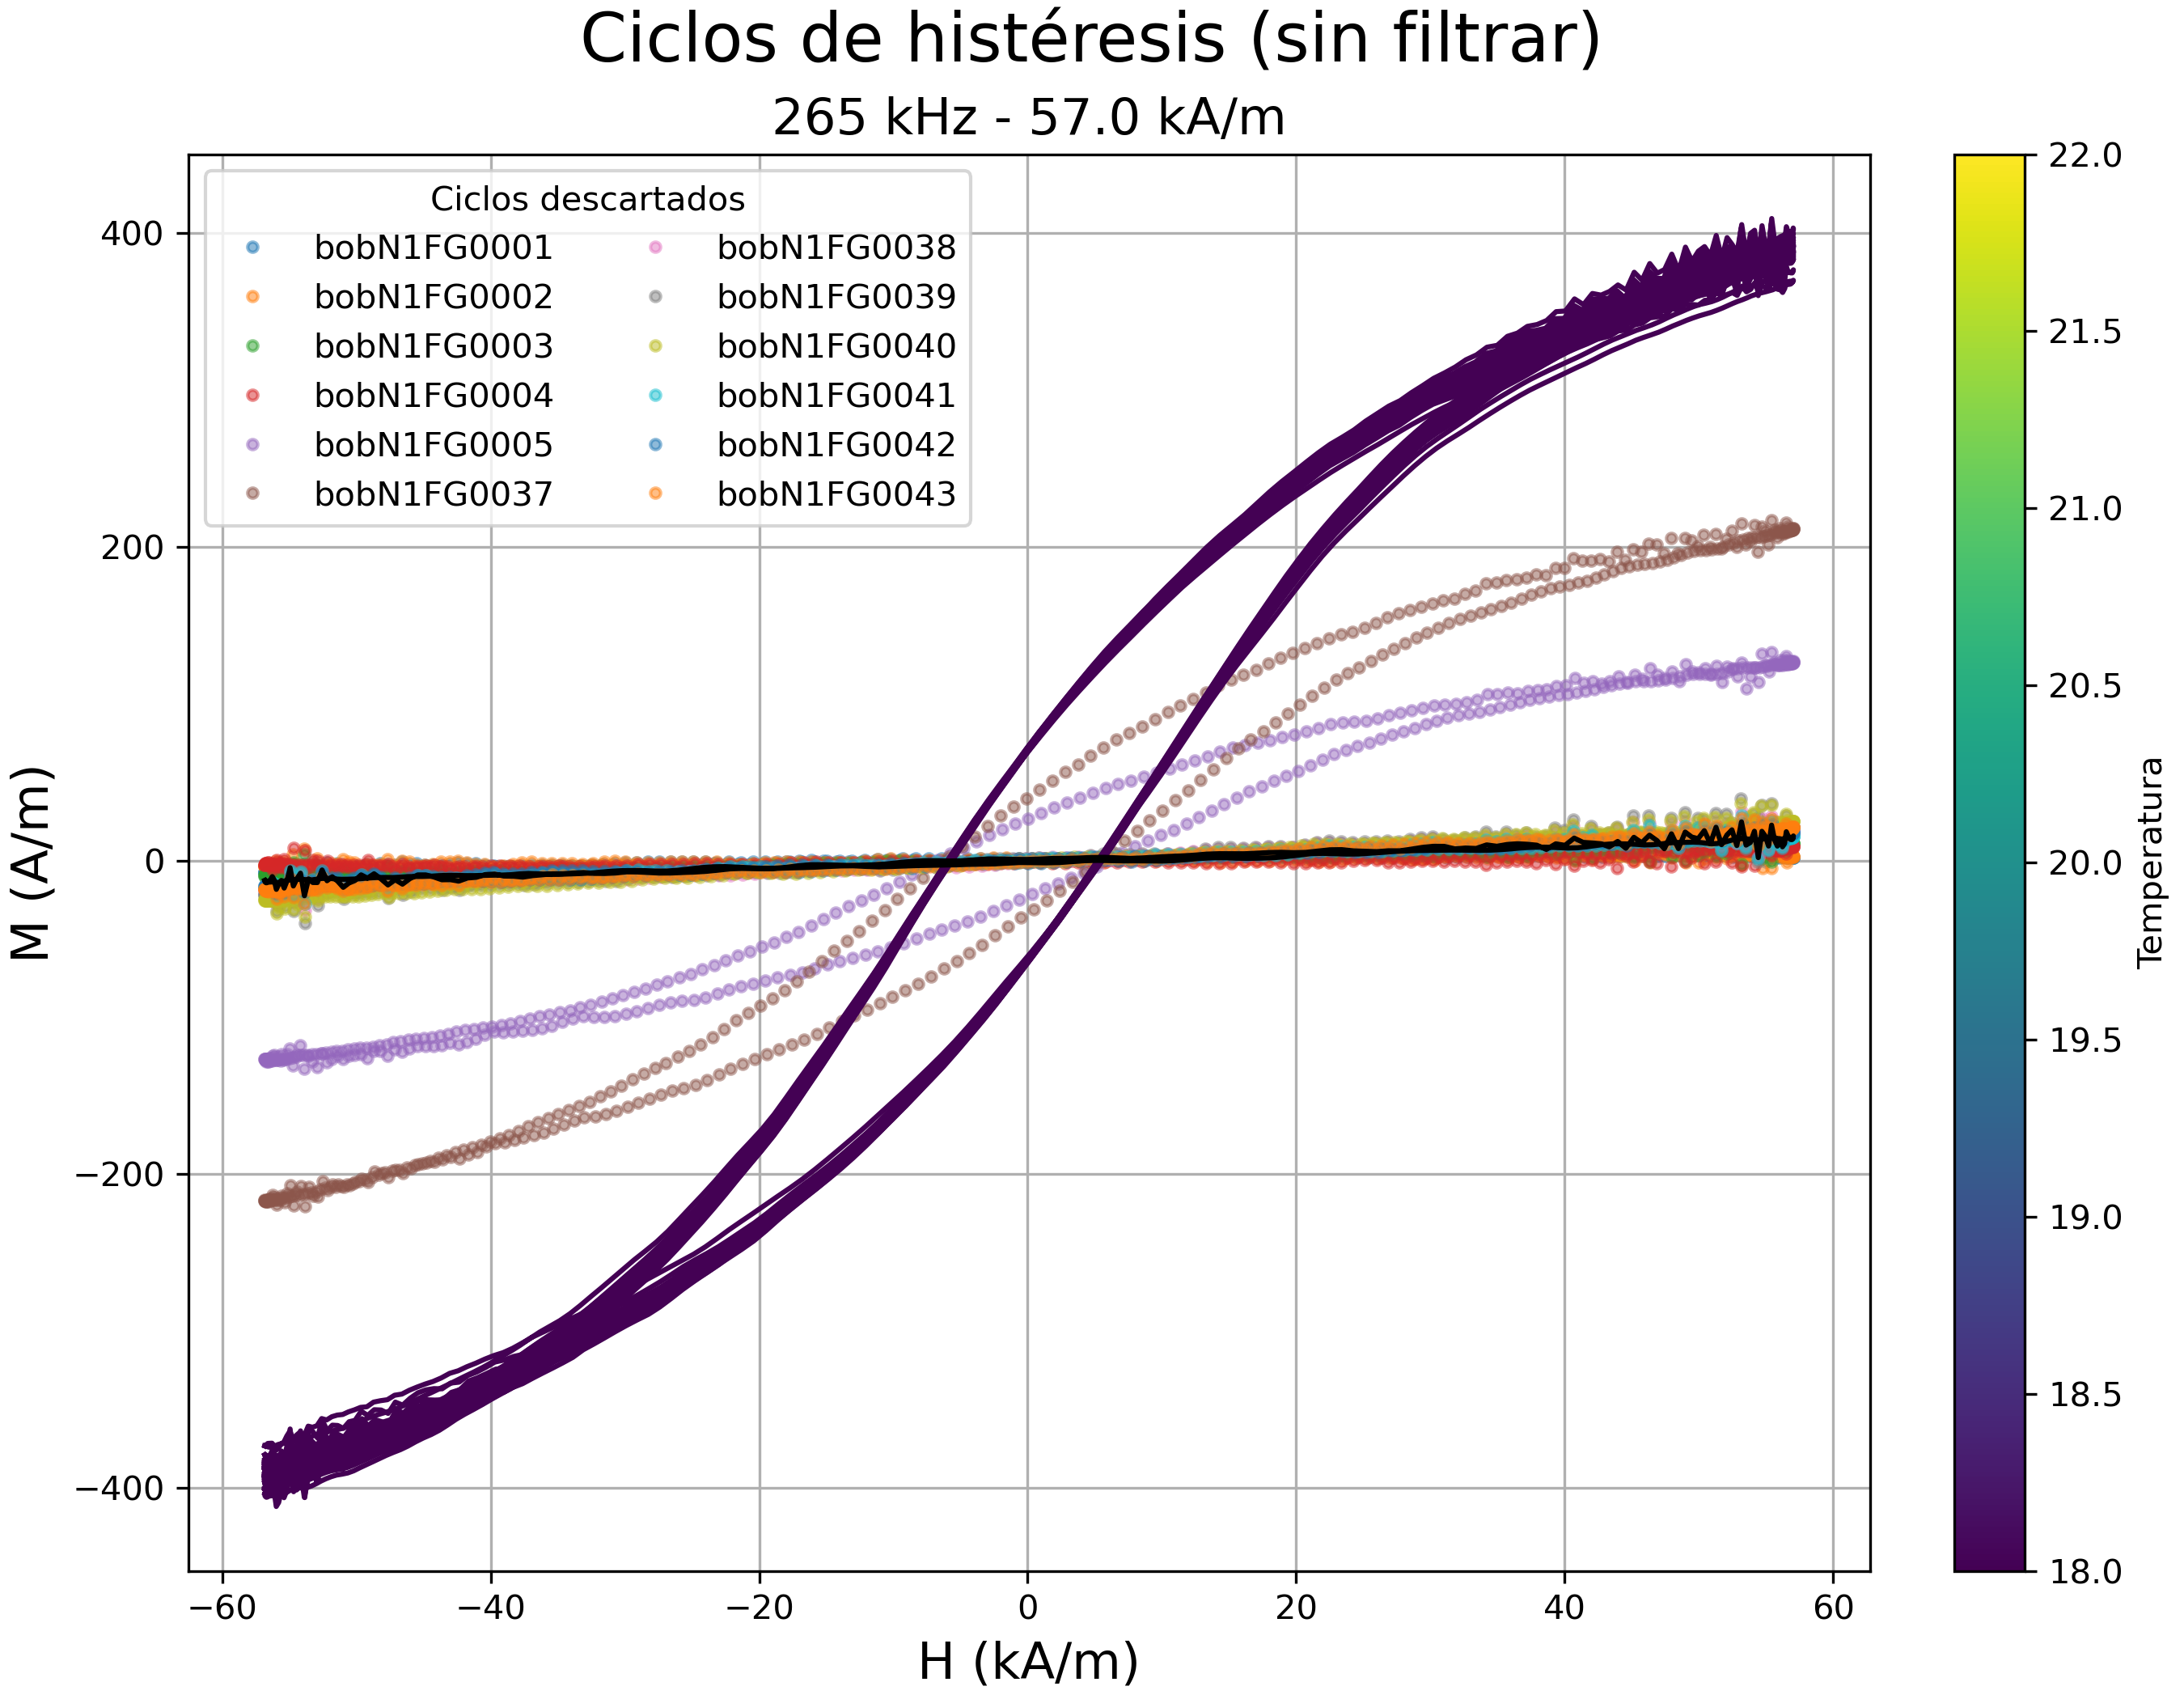 Ciclos de histéresis (sin filtrar)
265 kHz - 57.0 kA/m
Ciclos descartados
bobN1FG0001
bobN1FG0002
bobN1FG0003
bobN1FG0004
bobN1FG0005
bobN1FG0037
bobN1FG0038
bobN1FG0039
bobN1FG0040
bobN1FG0041
bobN1FG0042
bobN1FG0043
M (A/m)
400
200
0
−200
−400
−60
−40
−20
0
20
40
60
H (kA/m)
22.0
21.5
21.0
20.5
20.0
19.5
19.0
18.5
18.0
Temperatura